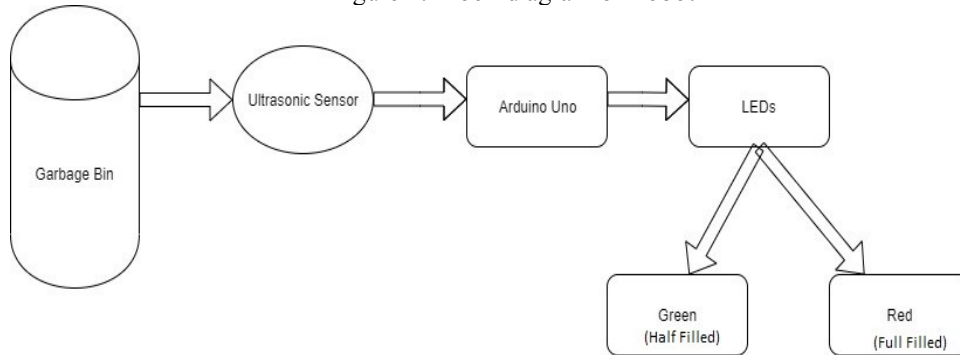 Garbage Bin
Ultrasonic Sensor
Arduino Uno
LEDs
Green
(Half Filled)
Red
(Full Filled)